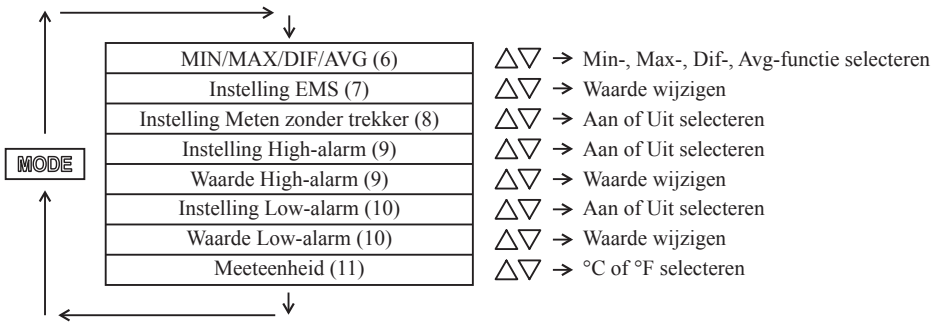 MIN/MAX/DIF/AVG (6) △▽ → Min-, Max-, Dif-, Avg-functie selecteren
Instelling EMS (7) △▽ → Waarde wijzigen
Instelling Meten zonder trekker (8) △▽ → Aan of Uit selecteren
Instelling High-alarm (9) △▽ → Aan of Uit selecteren
MODE
Waarde High-alarm (9) △▽ → Waarde wijzigen
Instelling Low-alarm (10) △▽ → Aan of Uit selecteren
Waarde Low-alarm (10) △▽ → Waarde wijzigen
Meeteenheid (11) △▽ → °C of °F selecteren